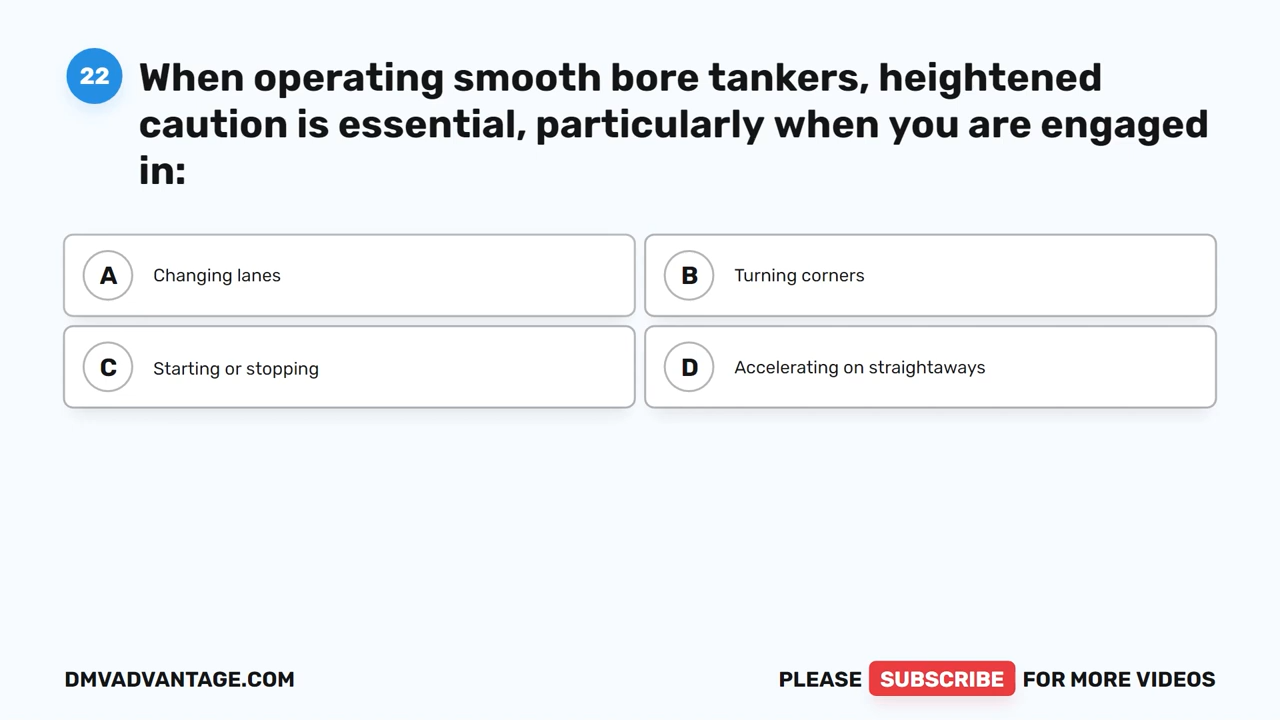 22
When operating smooth bore tankers, heightened
caution is essential, particularly when you are engaged
in:
A Changing lanes
B Turning corners
C Starting or stopping
D Accelerating on straightaways
DMVADVANTAGE.COM
PLEASE SUBSCRIBE FOR MORE VIDEOS